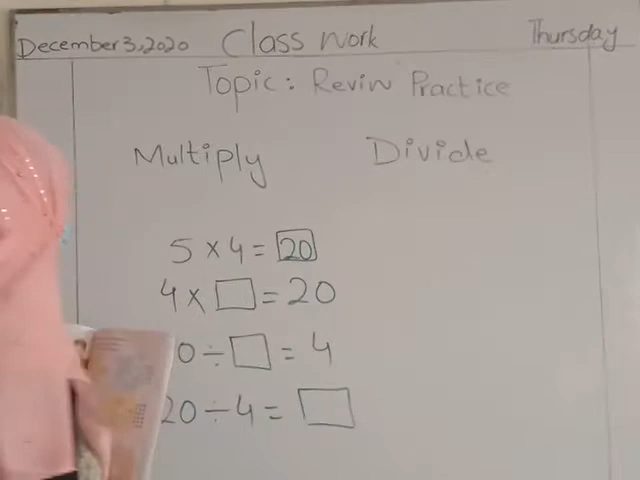 December 3, 2020 Class Work Thursday
Topic: Reviw Practice
Multiply Divide
5 × 4 = 20
4 × □ = 20
0 ÷ □ = 4
20 ÷ 4 = □